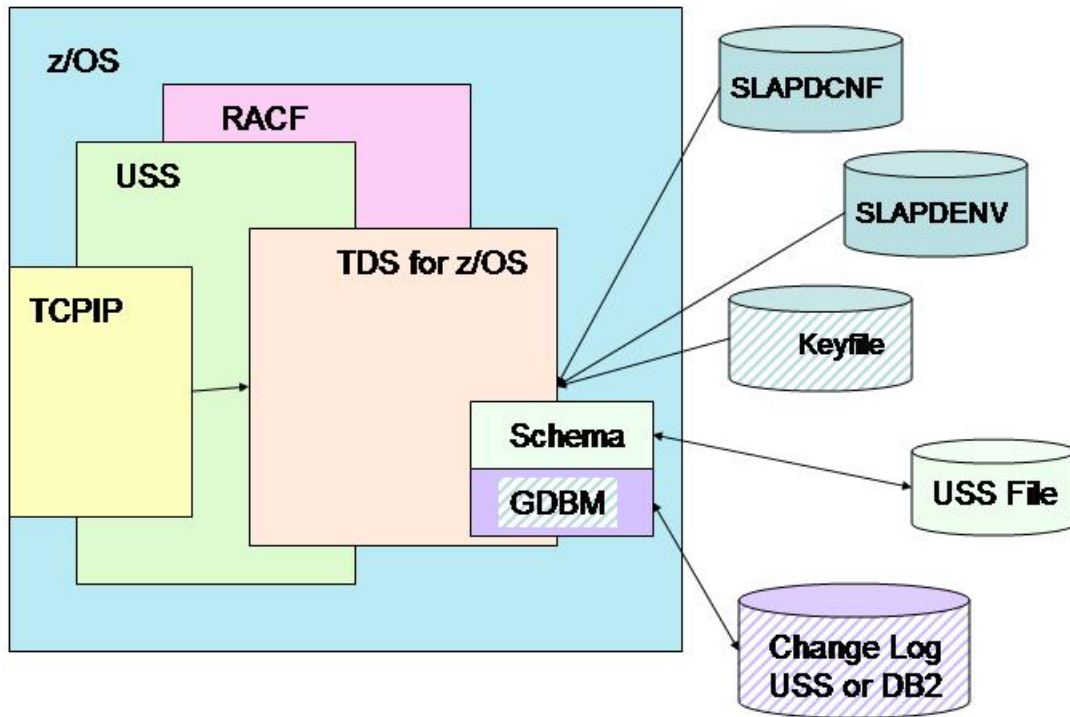 z/OS
RACF
USS
TDS for z/OS
TCPIP
Schema
GDBM
SLAPDCNF
SLAPDENV
Keyfile
USS File
Change Log
USS or DB2